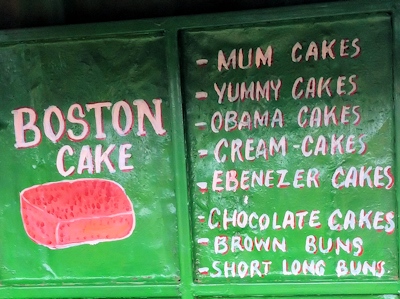 BOSTON
CAKE
- MUM CAKES
- YUMMY CAKES
- OBAMA CAKES
- CREAM-CAKES
- EBENEZER CAKES
- CHOCOLATE CAKES
- BROWN BUNS
- SHORT LONG BUNS